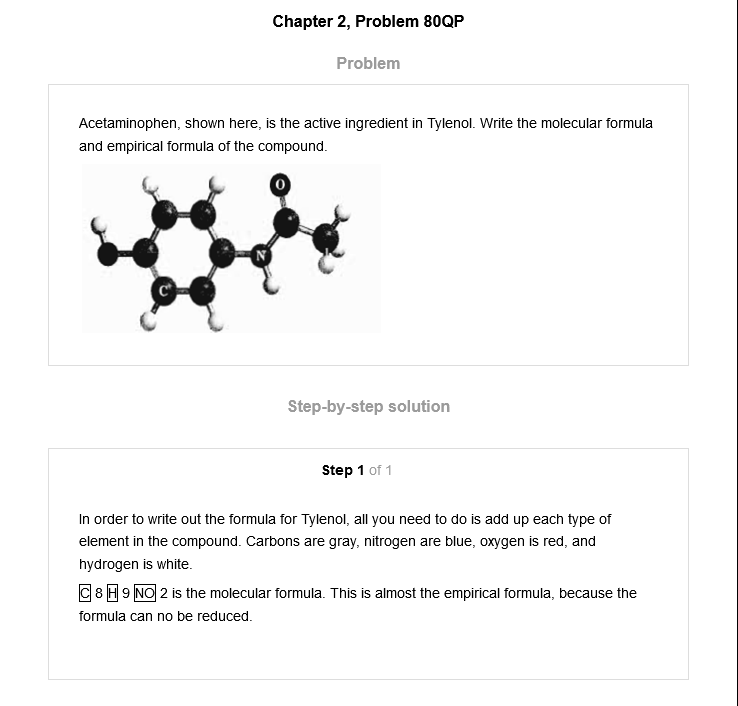 Chapter 2, Problem 80QP
Problem
Acetaminophen, shown here, is the active ingredient in Tylenol. Write the molecular formula
and empirical formula of the compound.
O
N
C
Step-by-step solution
Step 1 of 1
In order to write out the formula for Tylenol, all you need to do is add up each type of
element in the compound. Carbons are gray, nitrogen are blue, oxygen is red, and
hydrogen is white.
C 8 H 9 NO 2 is the molecular formula. This is almost the empirical formula, because the
formula can no be reduced.